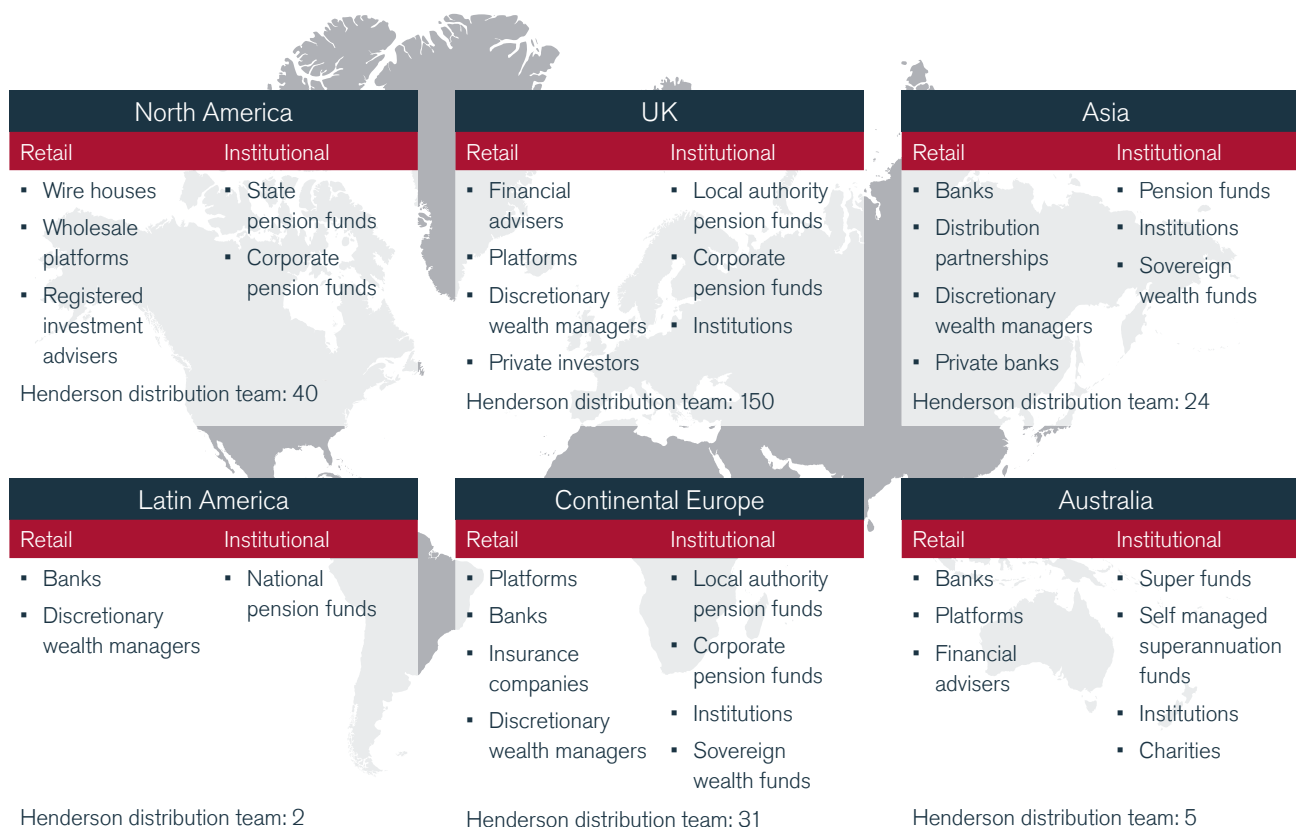 North America
Retail
Institutional
▪ Wire houses
▪ Wholesale
platforms
▪ Registered
investment
advisers
▪ State
pension funds
▪ Corporate
pension funds
Henderson distribution team: 40
UK
Retail
Institutional
▪ Financial
advisers
▪ Platforms
▪ Discretionary
wealth managers
▪ Private investors
▪ Local authority
pension funds
▪ Corporate
pension funds
▪ Institutions
Henderson distribution team: 150
Asia
Retail
Institutional
▪ Banks
▪ Distribution
partnerships
▪ Discretionary
wealth managers
▪ Private banks
▪ Pension funds
▪ Institutions
▪ Sovereign
wealth funds
Henderson distribution team: 24
Latin America
Retail
Institutional
▪ Banks
▪ Discretionary
wealth managers
▪ National
pension funds
Henderson distribution team: 2
Continental Europe
Retail
Institutional
▪ Platforms
▪ Banks
▪ Insurance
companies
▪ Discretionary
wealth managers
▪ Local authority
pension funds
▪ Corporate
pension funds
▪ Institutions
▪ Sovereign
wealth funds
Henderson distribution team: 31
Australia
Retail
Institutional
▪ Banks
▪ Platforms
▪ Financial
advisers
▪ Super funds
▪ Self managed
superannuation
funds
▪ Institutions
▪ Charities
Henderson distribution team: 5